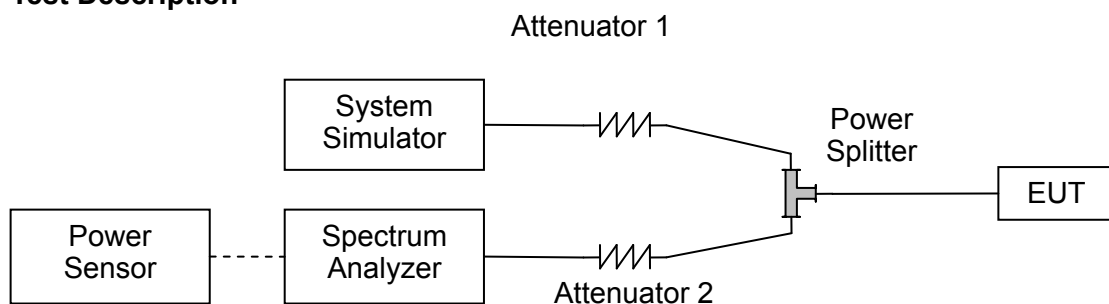 Test Description
Attenuator 1
System
Simulator
Power
Splitter
EUT
Power
Sensor
Spectrum
Analyzer
Attenuator 2